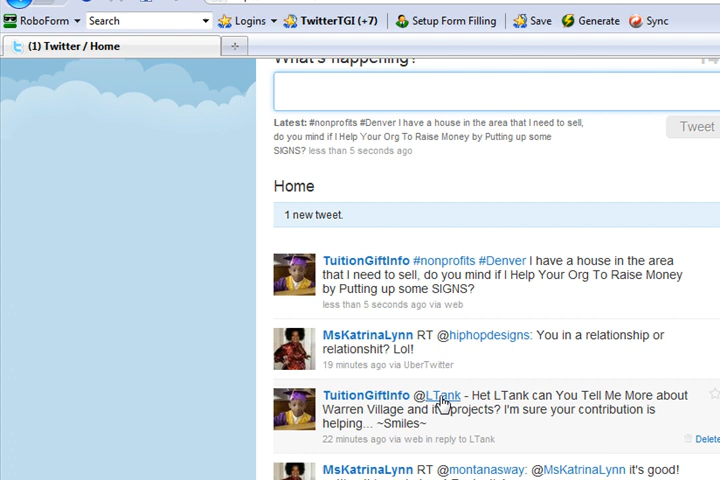 RoboForm Search Logins TwitterTGI (+7) Setup Form Filling Save Generate Sync
(1) Twitter / Home
What's happening?
Latest: #nonprofits #Denver I have a house in the area that I need to sell,
do you mind if I Help Your Org To Raise Money by Putting up some
SIGNS? less than 5 seconds ago
Tweet
Home
1 new tweet.
TuitionGiftInfo #nonprofits #Denver I have a house in the area
that I need to sell, do you mind if I Help Your Org To Raise Money
by Putting up some SIGNS?
less than 5 seconds ago via web
MsKatrinaLynn RT @hiphopdesigns: You in a relationship or
relationshit? Lol!
19 minutes ago via UberTwitter
TuitionGiftInfo @LTank - Het LTank can You Tell Me More about
Warren Village and projects? I'm sure your contribution is
helping... ~Smiles~
22 minutes ago via web in reply to LTank
Delete
MsKatrinaLynn RT @montanasway: @MsKatrinaLynn it's good!